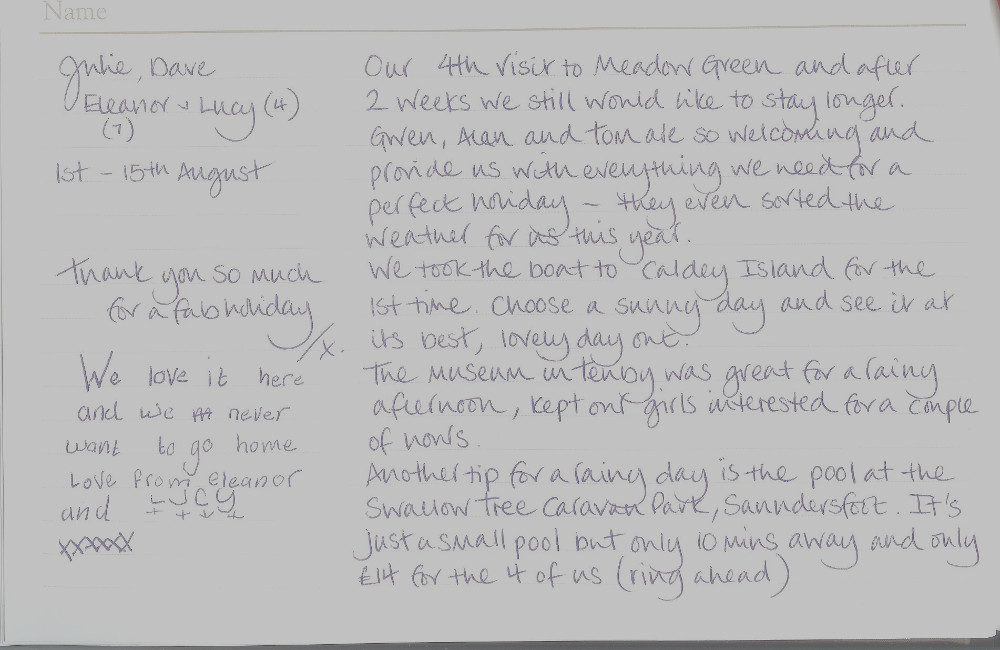 Name
Julie, Dave
Eleanor + Lucy (4)
(7)
1st - 15th August
Thank you so much
for a fab holiday
/x.
We love it here
and we never
want to go home
Love from eleanor
and LUCY
xxxxxx
Our 4th visit to Meadow Green and after
2 weeks we still would like to stay longer.
Gwen, Alan and Tom are so welcoming and
provide us with everything we need for a
perfect holiday - they even sorted the
weather for us this year.
We took the boat to Caldey Island for the
1st time. Choose a sunny day and see it at
its best, lovely day out.
The Museum in Tenby was great for a rainy
afternoon, kept our girls interested for a couple
of hours.
Another tip for a rainy day is the pool at the
Swallow Tree Caravan Park, Saundersfoot. It's
just a small pool but only 10 mins away and only
£14 for the 4 of us (ring ahead)